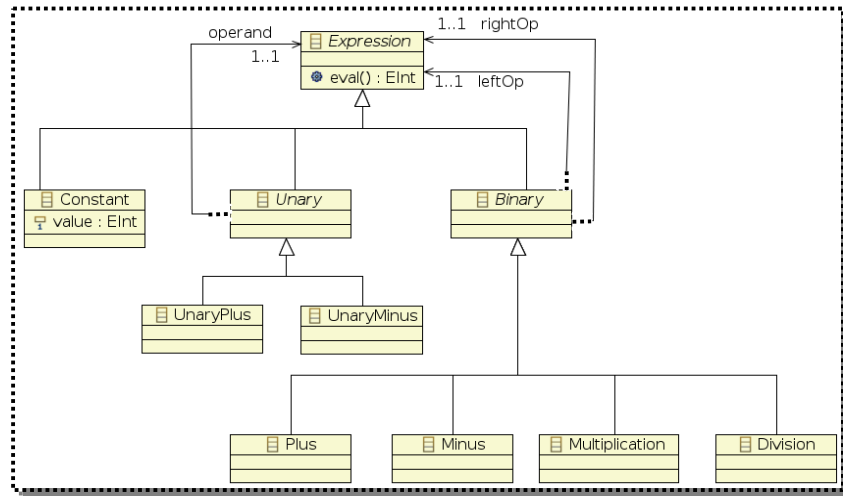 operand
1..1
Expression
eval() : EInt
1..1 rightOp
1..1 leftOp
Constant
value : EInt
Unary
Binary
UnaryPlus
UnaryMinus
Plus
Minus
Multiplication
Division